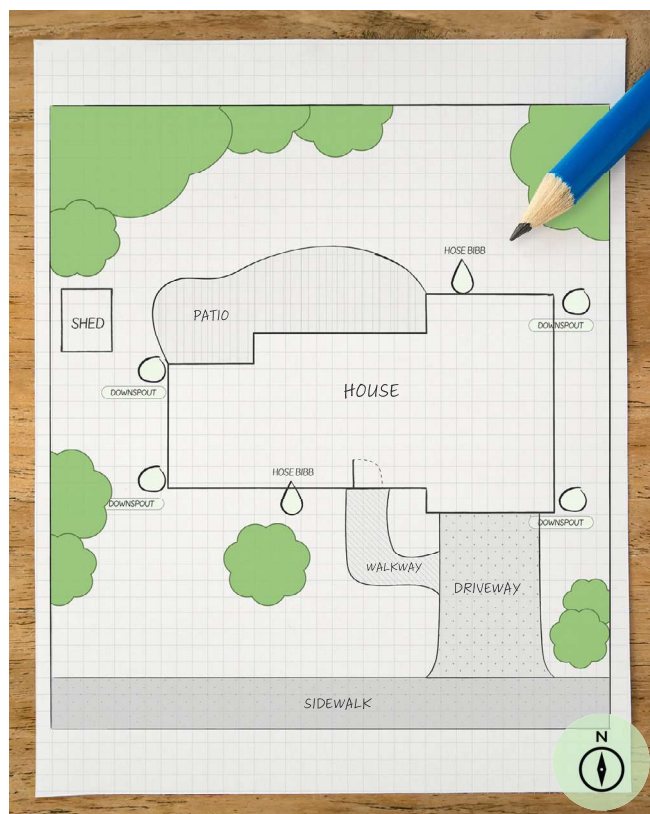 HOSE BIBB
PATIO
SHED
DOWNSPOUT
DOWNSPOUT
HOUSE
HOSE BIBB
DOWNSPOUT
DOWNSPOUT
WALKWAY
DRIVEWAY
SIDEWALK
N